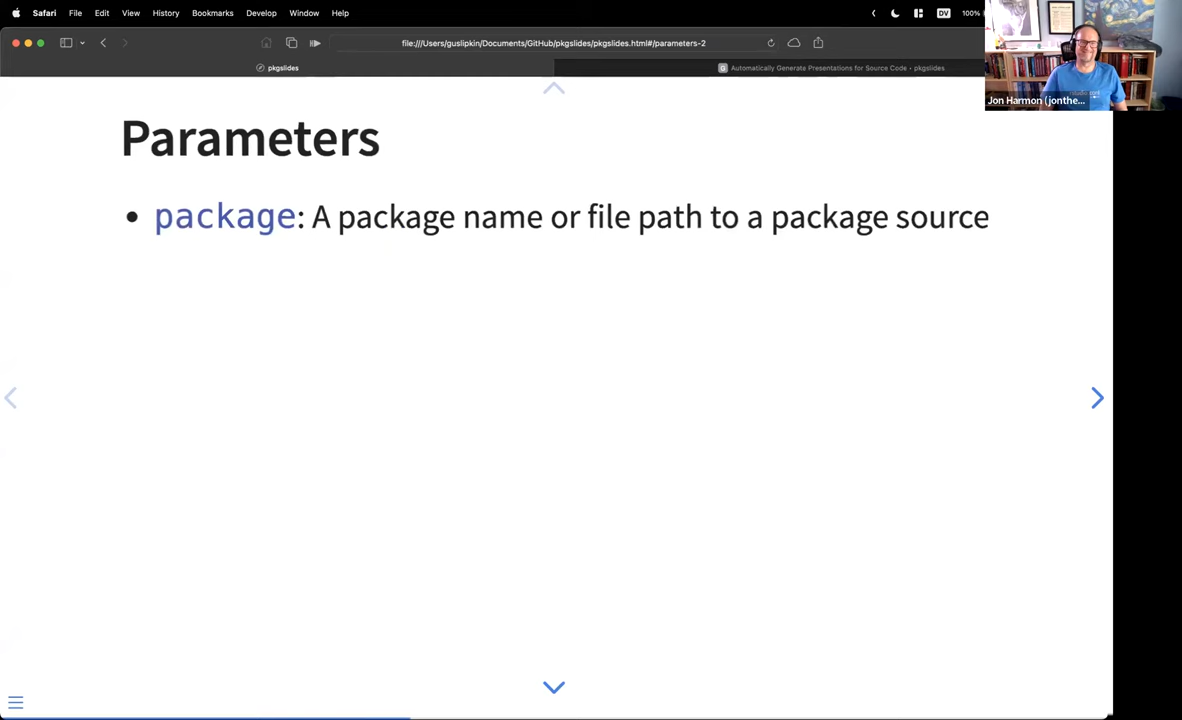 Safari File Edit View History Bookmarks Develop Window Help DV 100%
file:///Users/guslipkin/Documents/GitHub/pkgslides/pkgslides.html#/parameters-2
pkgslides
Automatically Generate Presentations for Source Code • pkgslides
Jon Harmon (jonthe...
Parameters
• package: A package name or file path to a package source